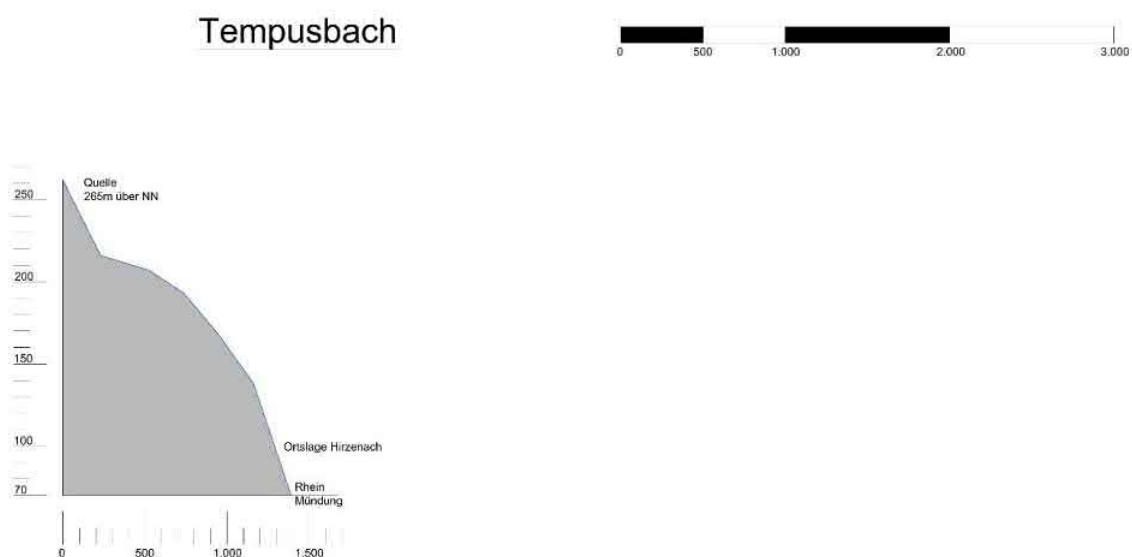 Tempusbach
0 500 1.000 2.000 3.000
Quelle
265m über NN
250
200
150
100
70
Ortslage Hirzenach
Rhein
Mündung
0 500 1.000 1.500